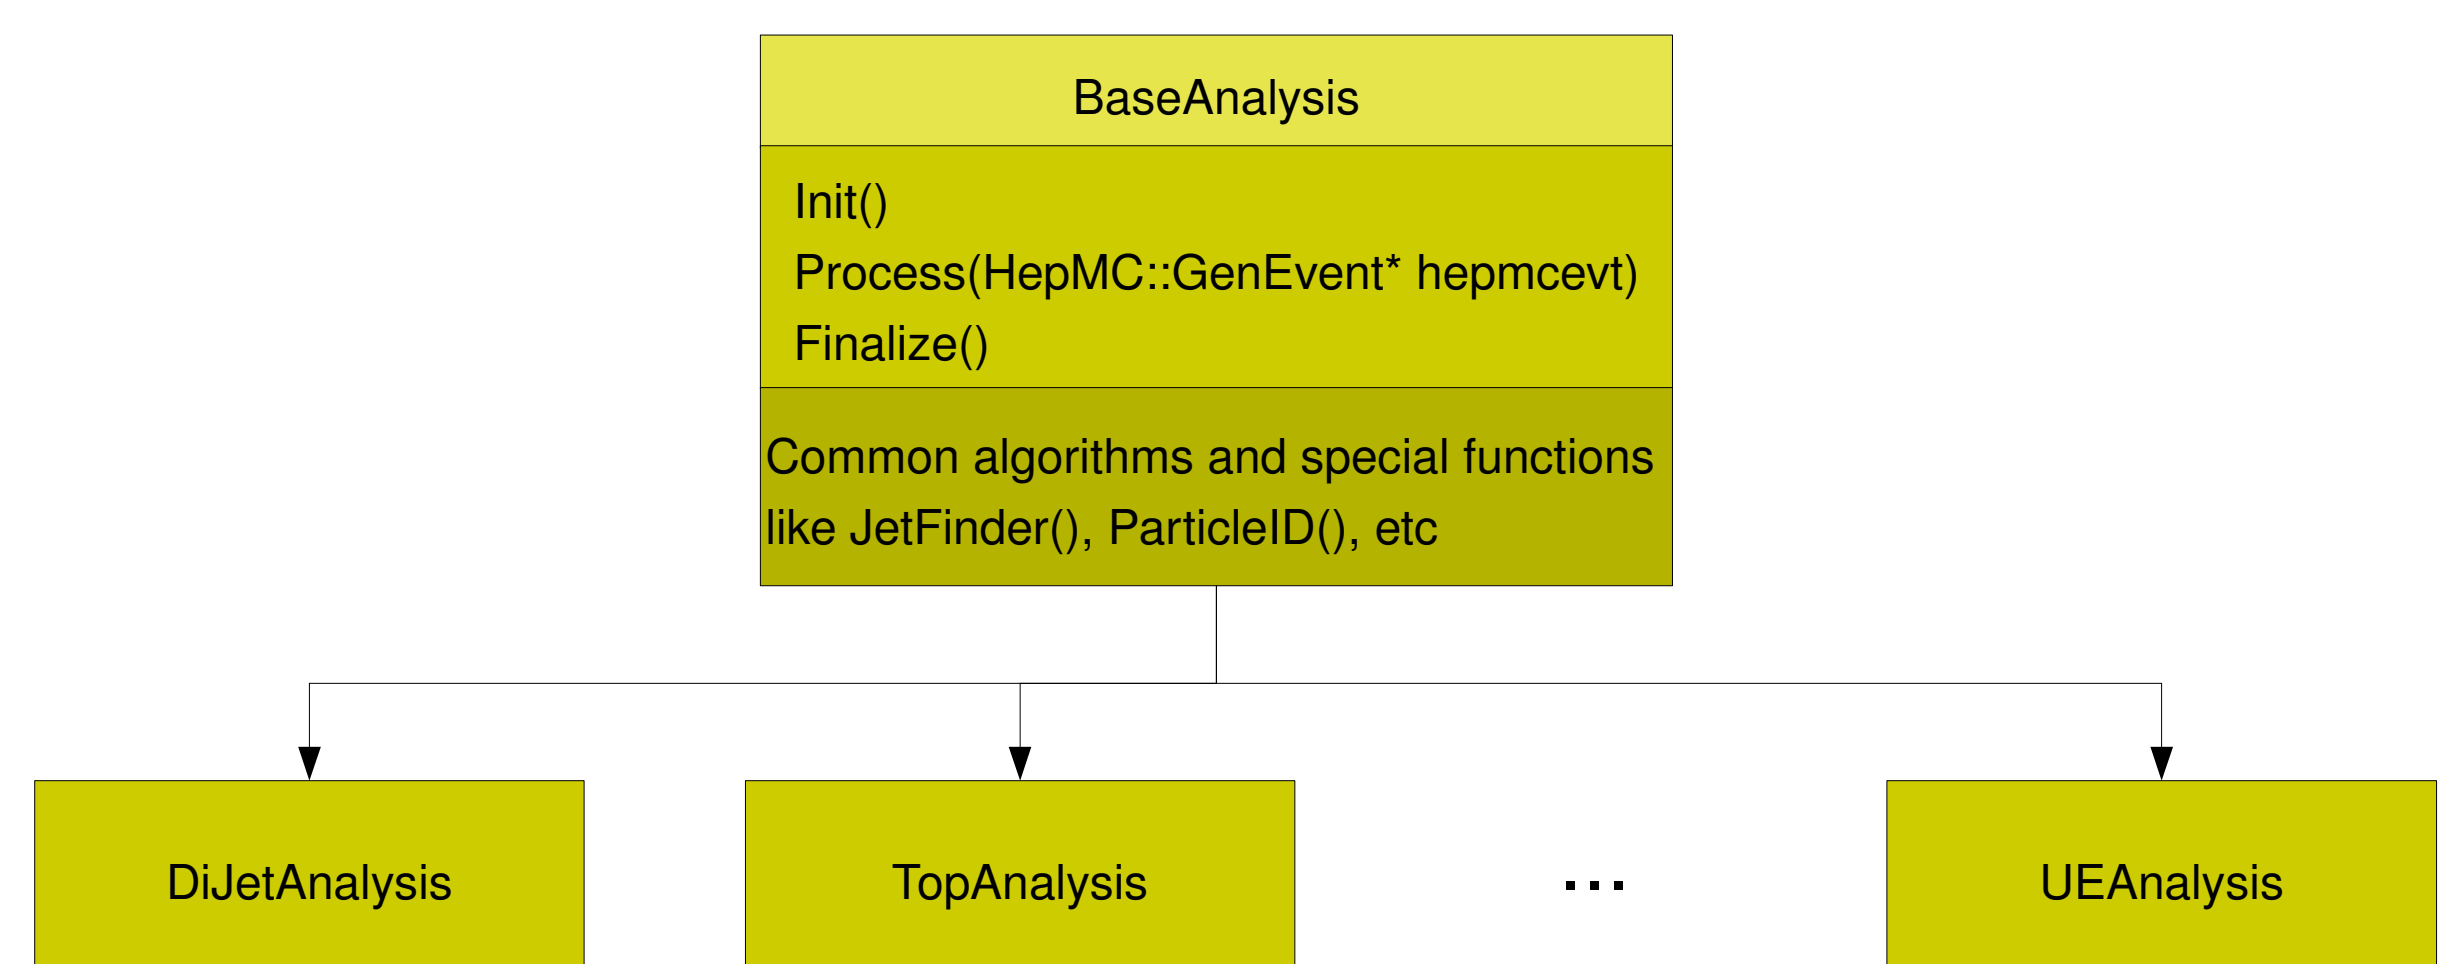 BaseAnalysis
Init()
Process(HepMC::GenEvent* hepmcevt)
Finalize()
Common algorithms and special functions
like JetFinder(), ParticleID(), etc
DiJetAnalysis
TopAnalysis
...
UEAnalysis